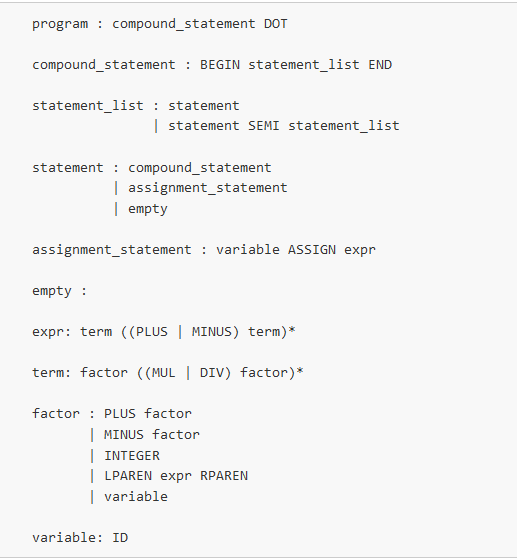 program : compound_statement DOT
compound_statement : BEGIN statement_list END
statement_list : statement
| statement SEMI statement_list
statement : compound_statement
| assignment_statement
| empty
assignment_statement : variable ASSIGN expr
empty :
expr: term ((PLUS | MINUS) term)*
term: factor ((MUL | DIV) factor)*
factor : PLUS factor
| MINUS factor
| INTEGER
| LPAREN expr RPAREN
| variable
variable: ID